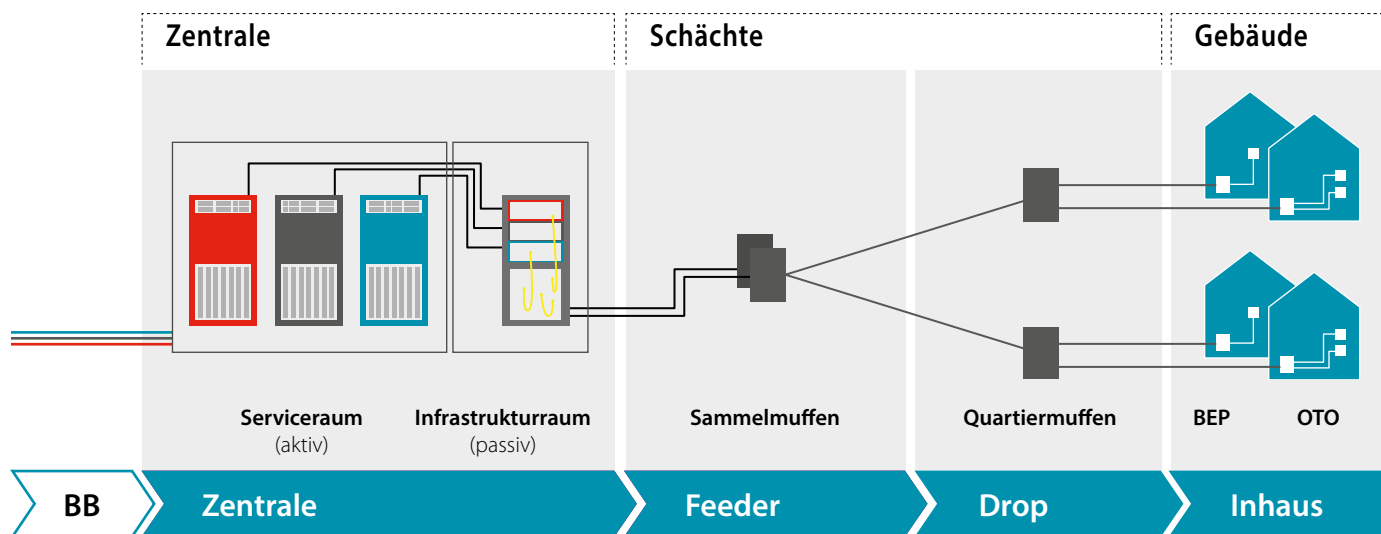 Zentrale
Schächte
Gebäude
Serviceraum
(aktiv)
Infrastrukturraum
(passiv)
Sammelmuffen
Quartiermuffen
BEP
OTO
BB
Zentrale
Feeder
Drop
Inhaus